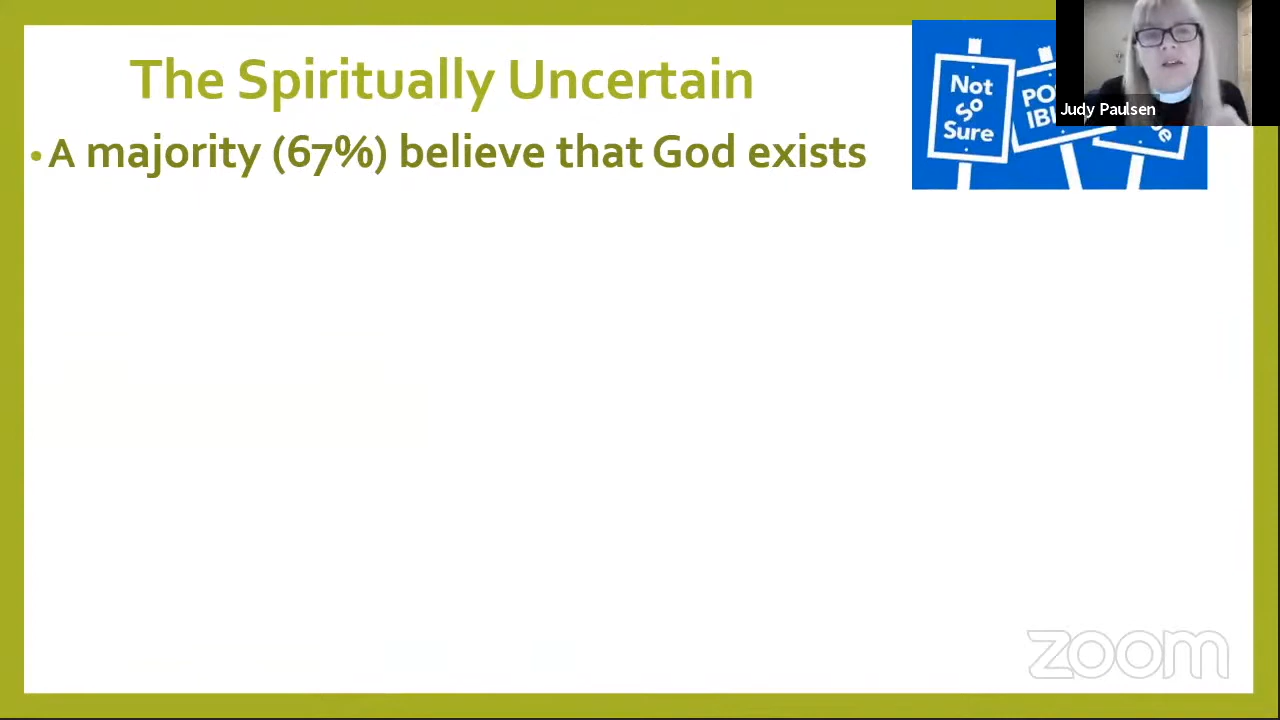 The Spiritually Uncertain
• A majority (67%) believe that God exists
Not
So
Sure
Judy Paulsen
zoom